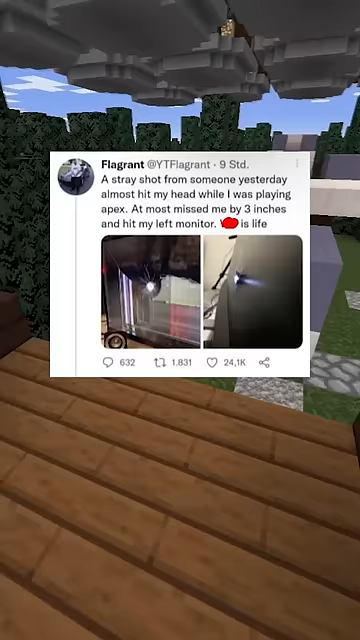 Flagrant @YTFlagrant · 9 Std.
A stray shot from someone yesterday
almost hit my head while I was playing
apex. At most missed me by 3 inches
and hit my left monitor. is life
632 1.831 24,1K